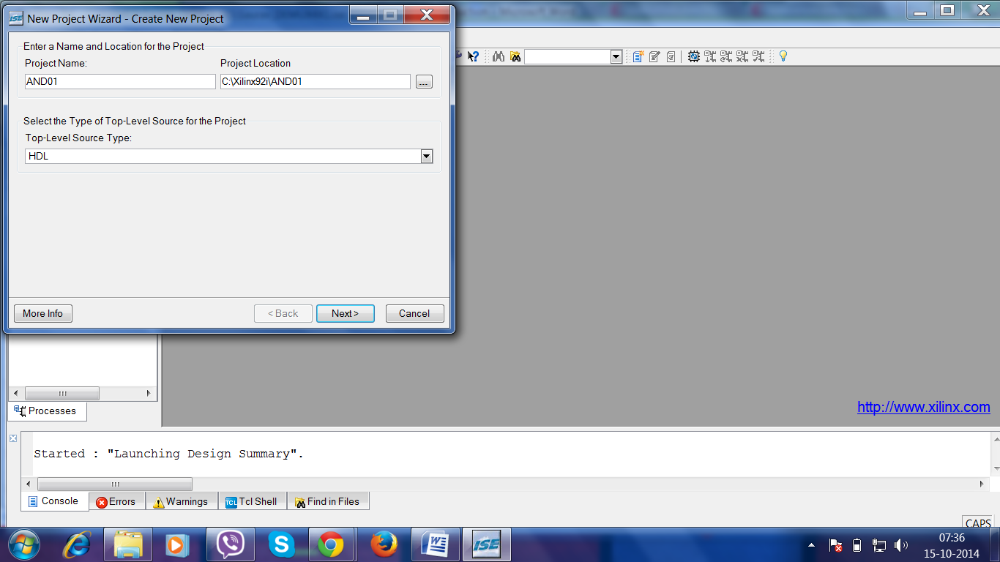 ISE New Project Wizard - Create New Project
Enter a Name and Location for the Project
Project Name: Project Location
AND01 C:\Xilinx92i\AND01 ...
Select the Type of Top-Level Source for the Project
Top-Level Source Type:
HDL
More Info < Back Next > Cancel
Processes
http://www.xilinx.com
Started : "Launching Design Summary".
Console Errors Warnings TCL Tcl Shell Find in Files
CAPS
ISE
07:36
15-10-2014